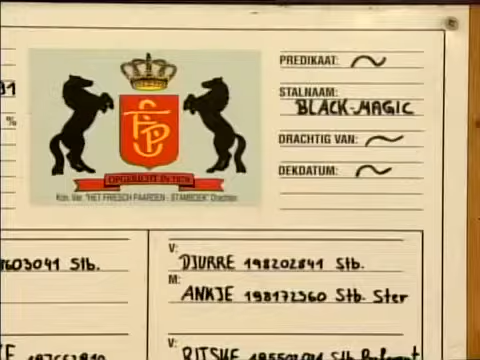 PREDIKAAT: ~
STALNAAM:
BLACK-MAGIC
%
DRACHTIG VAN: ~
DEKDATUM: ~
OPGERICHT IN 1879
Kon. Ver. "HET FRIESCH PAARDEN - STAMBOEK" Drachten
V:
DJURRE 198202841 Stb.
M:
ANKJE 198172360 Stb. Ster
V:
RITSKE